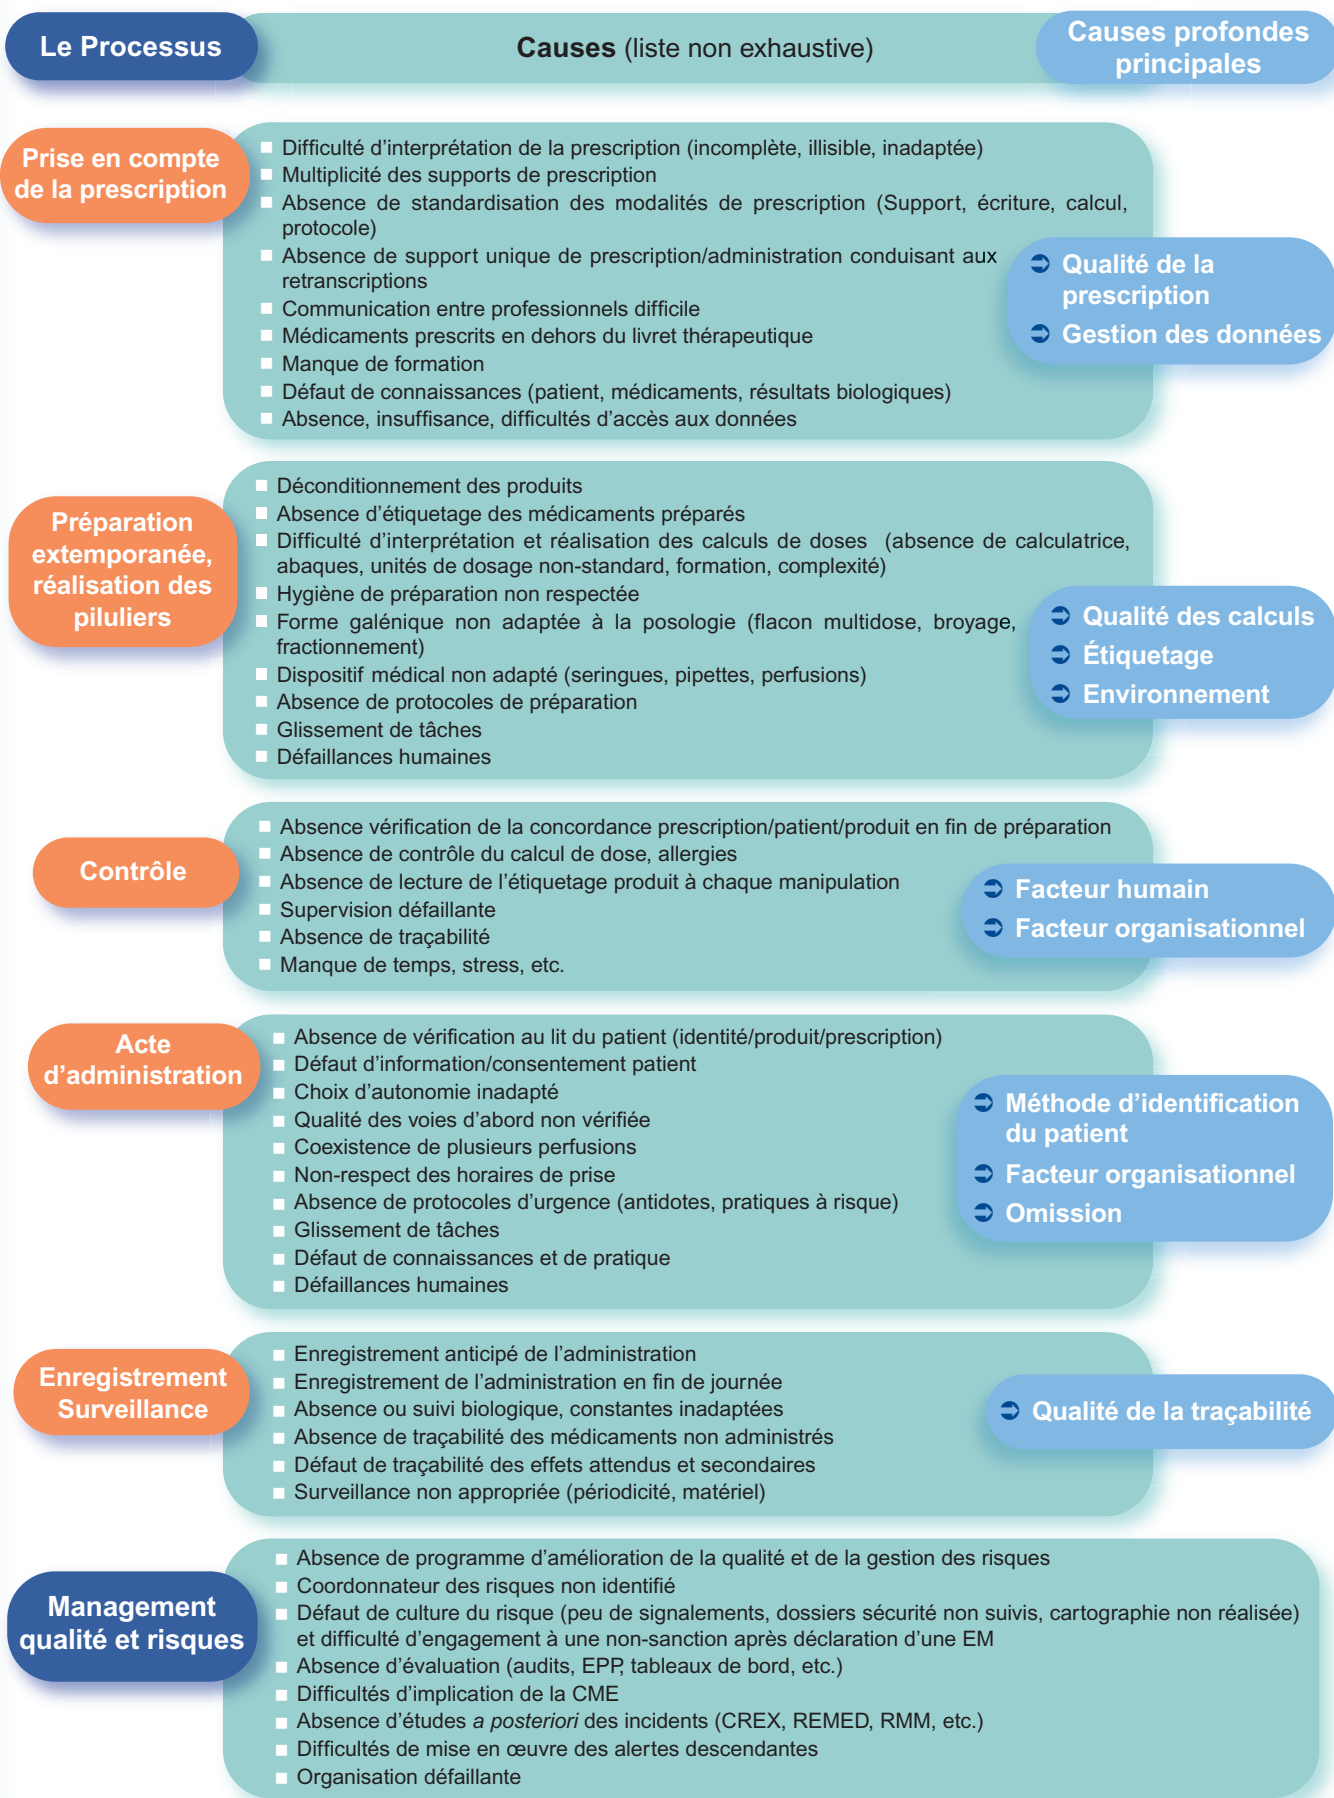 Le Processus
Causes (liste non exhaustive)
Causes profondes
principales
Prise en compte
de la prescription
Difficulté d’interprétation de la prescription (incomplète, illisible, inadaptée)
Multiplicité des supports de prescription
Absence de standardisation des modalités de prescription (Support, écriture, calcul,
protocole)
Absence de support unique de prescription/administration conduisant aux
retranscriptions
Communication entre professionnels difficile
Médicaments prescrits en dehors du livret thérapeutique
Manque de formation
Défaut de connaissances (patient, médicaments, résultats biologiques)
Absence, insuffisance, difficultés d’accès aux données
Qualité de la
prescription
Gestion des données
Préparation
extemporanée,
réalisation des
piluliers
Déconditionnement des produits
Absence d’étiquetage des médicaments préparés
Difficulté d’interprétation et réalisation des calculs de doses (absence de calculatrice,
abaques, unités de dosage non-standard, formation, complexité)
Hygiène de préparation non respectée
Forme galénique non adaptée à la posologie (flacon multidose, broyage,
fractionnement)
Dispositif médical non adapté (seringues, pipettes, perfusions)
Absence de protocoles de préparation
Glissement de tâches
Défaillances humaines
Qualité des calculs
Étiquetage
Environnement
Contrôle
Absence vérification de la concordance prescription/patient/produit en fin de préparation
Absence de contrôle du calcul de dose, allergies
Absence de lecture de l’étiquetage produit à chaque manipulation
Supervision défaillante
Absence de traçabilité
Manque de temps, stress, etc.
Facteur humain
Facteur organisationnel
Acte
d’administration
Absence de vérification au lit du patient (identité/produit/prescription)
Défaut d’information/consentement patient
Choix d’autonomie inadapté
Qualité des voies d’abord non vérifiée
Coexistence de plusieurs perfusions
Non-respect des horaires de prise
Absence de protocoles d’urgence (antidotes, pratiques à risque)
Glissement de tâches
Défaut de connaissances et de pratique
Défaillances humaines
Méthode d’identification
du patient
Facteur organisationnel
Omission
Enregistrement
Surveillance
Enregistrement anticipé de l’administration
Enregistrement de l’administration en fin de journée
Absence ou suivi biologique, constantes inadaptées
Absence de traçabilité des médicaments non administrés
Défaut de traçabilité des effets attendus et secondaires
Surveillance non appropriée (périodicité, matériel)
Qualité de la traçabilité
Management
qualité et risques
Absence de programme d’amélioration de la qualité et de la gestion des risques
Coordonnateur des risques non identifié
Défaut de culture du risque (peu de signalements, dossiers sécurité non suivis, cartographie non réalisée)
et difficulté d’engagement à une non-sanction après déclaration d’une EM
Absence d’évaluation (audits, EPP, tableaux de bord, etc.)
Difficultés d’implication de la CME
Absence d’études a posteriori des incidents (CREX, REMED, RMM, etc.)
Difficultés de mise en œuvre des alertes descendantes
Organisation défaillante